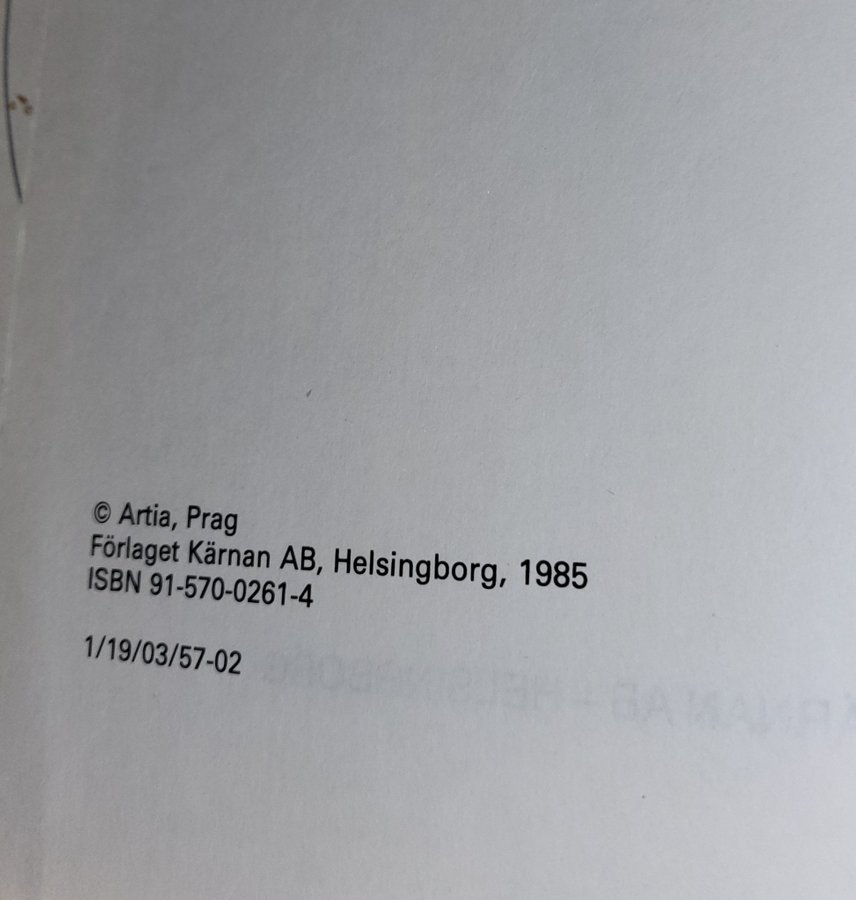 © Artia, Prag
Förlaget Kärnan AB, Helsingborg, 1985
ISBN 91-570-0261-4
1/19/03/57-02